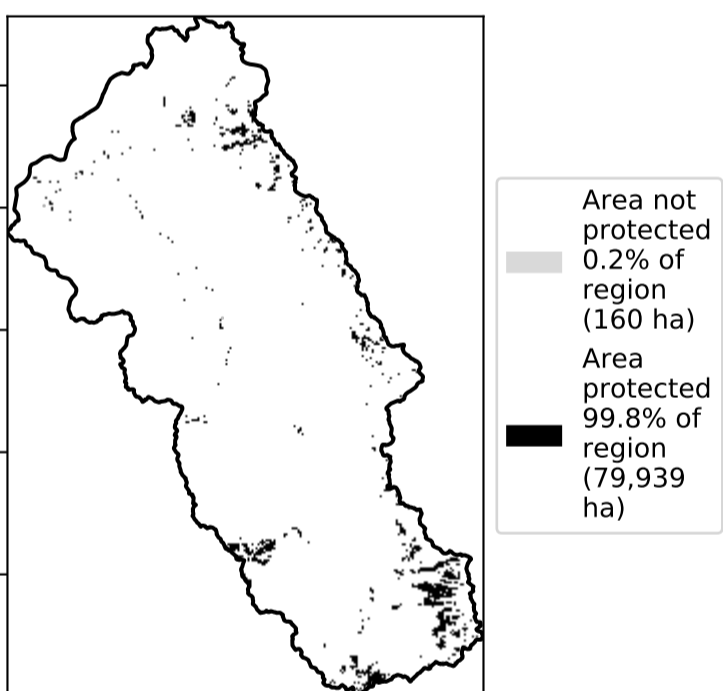 Area not
protected
0.2% of
region
(160 ha)
Area
protected
99.8% of
region
(79,939
ha)